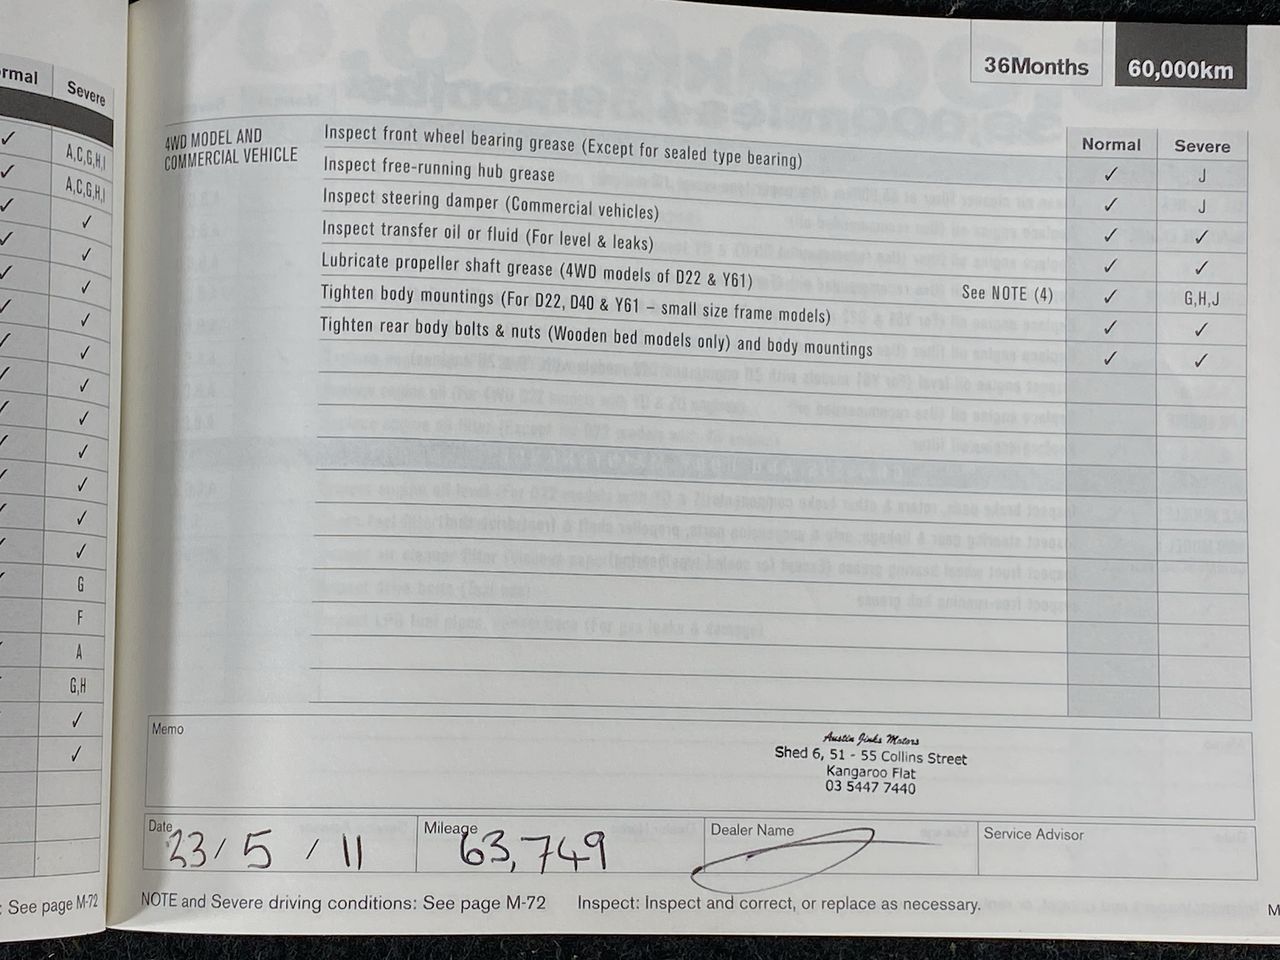 rmal Severe
✓ A,C,G,H,I
✓ A,C,G,H,I
✓ ✓
✓ ✓
✓ ✓
✓ ✓
✓ ✓
✓ ✓
✓ ✓
✓ ✓
✓ ✓
✓ ✓
✓ ✓
G
F
A
G,H
✓
✓
: See page M-72
36Months 60,000km
Normal Severe
4WD MODEL AND
COMMERCIAL VEHICLE
Inspect front wheel bearing grease (Except for sealed type bearing) ✓ J
Inspect free-running hub grease ✓ J
Inspect steering damper (Commercial vehicles) ✓ ✓
Inspect transfer oil or fluid (For level & leaks) ✓ ✓
Lubricate propeller shaft grease (4WD models of D22 & Y61) See NOTE (4) ✓ G,H,J
Tighten body mountings (For D22, D40 & Y61 – small size frame models) ✓ ✓
Tighten rear body bolts & nuts (Wooden bed models only) and body mountings ✓ ✓
Memo
Austin Jinks Motors
Shed 6, 51 - 55 Collins Street
Kangaroo Flat
03 5447 7440
Date 23/5/11
Mileage 63,749
Dealer Name
Service Advisor
NOTE and Severe driving conditions: See page M-72 Inspect: Inspect and correct, or replace as necessary.
M